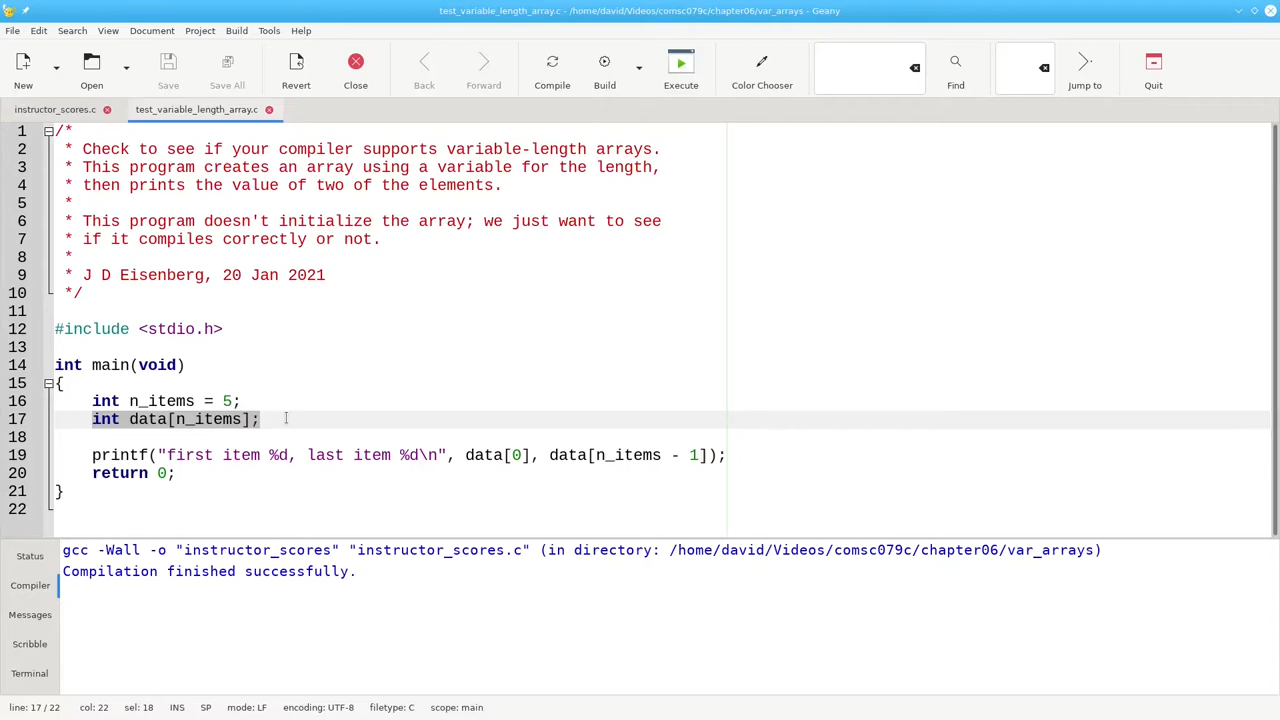 test_variable_length_array.c - /home/david/Videos/comsc079c/chapter06/var_arrays - Geany
File Edit Search View Document Project Build Tools Help
New Open Save Save All Revert Close Back Forward Compile Build Execute Color Chooser Find Jump to Quit
instructor_scores.c test_variable_length_array.c
1 /*
2  * Check to see if your compiler supports variable-length arrays.
3  * This program creates an array using a variable for the length,
4  * then prints the value of two of the elements.
5  *
6  * This program doesn't initialize the array; we just want to see
7  * if it compiles correctly or not.
8  *
9  * J D Eisenberg, 20 Jan 2021
10  */
11
12 #include <stdio.h>
13
14 int main(void)
15 {
16     int n_items = 5;
17     int data[n_items];
18
19     printf("first item %d, last item %d\n", data[0], data[n_items - 1]);
20     return 0;
21 }
22
Status
gcc -Wall -o "instructor_scores" "instructor_scores.c" (in directory: /home/david/Videos/comsc079c/chapter06/var_arrays)
Compilation finished successfully.
Compiler
Messages
Scribble
Terminal
line: 17 / 22 col: 22 sel: 18 INS SP mode: LF encoding: UTF-8 filetype: C scope: main